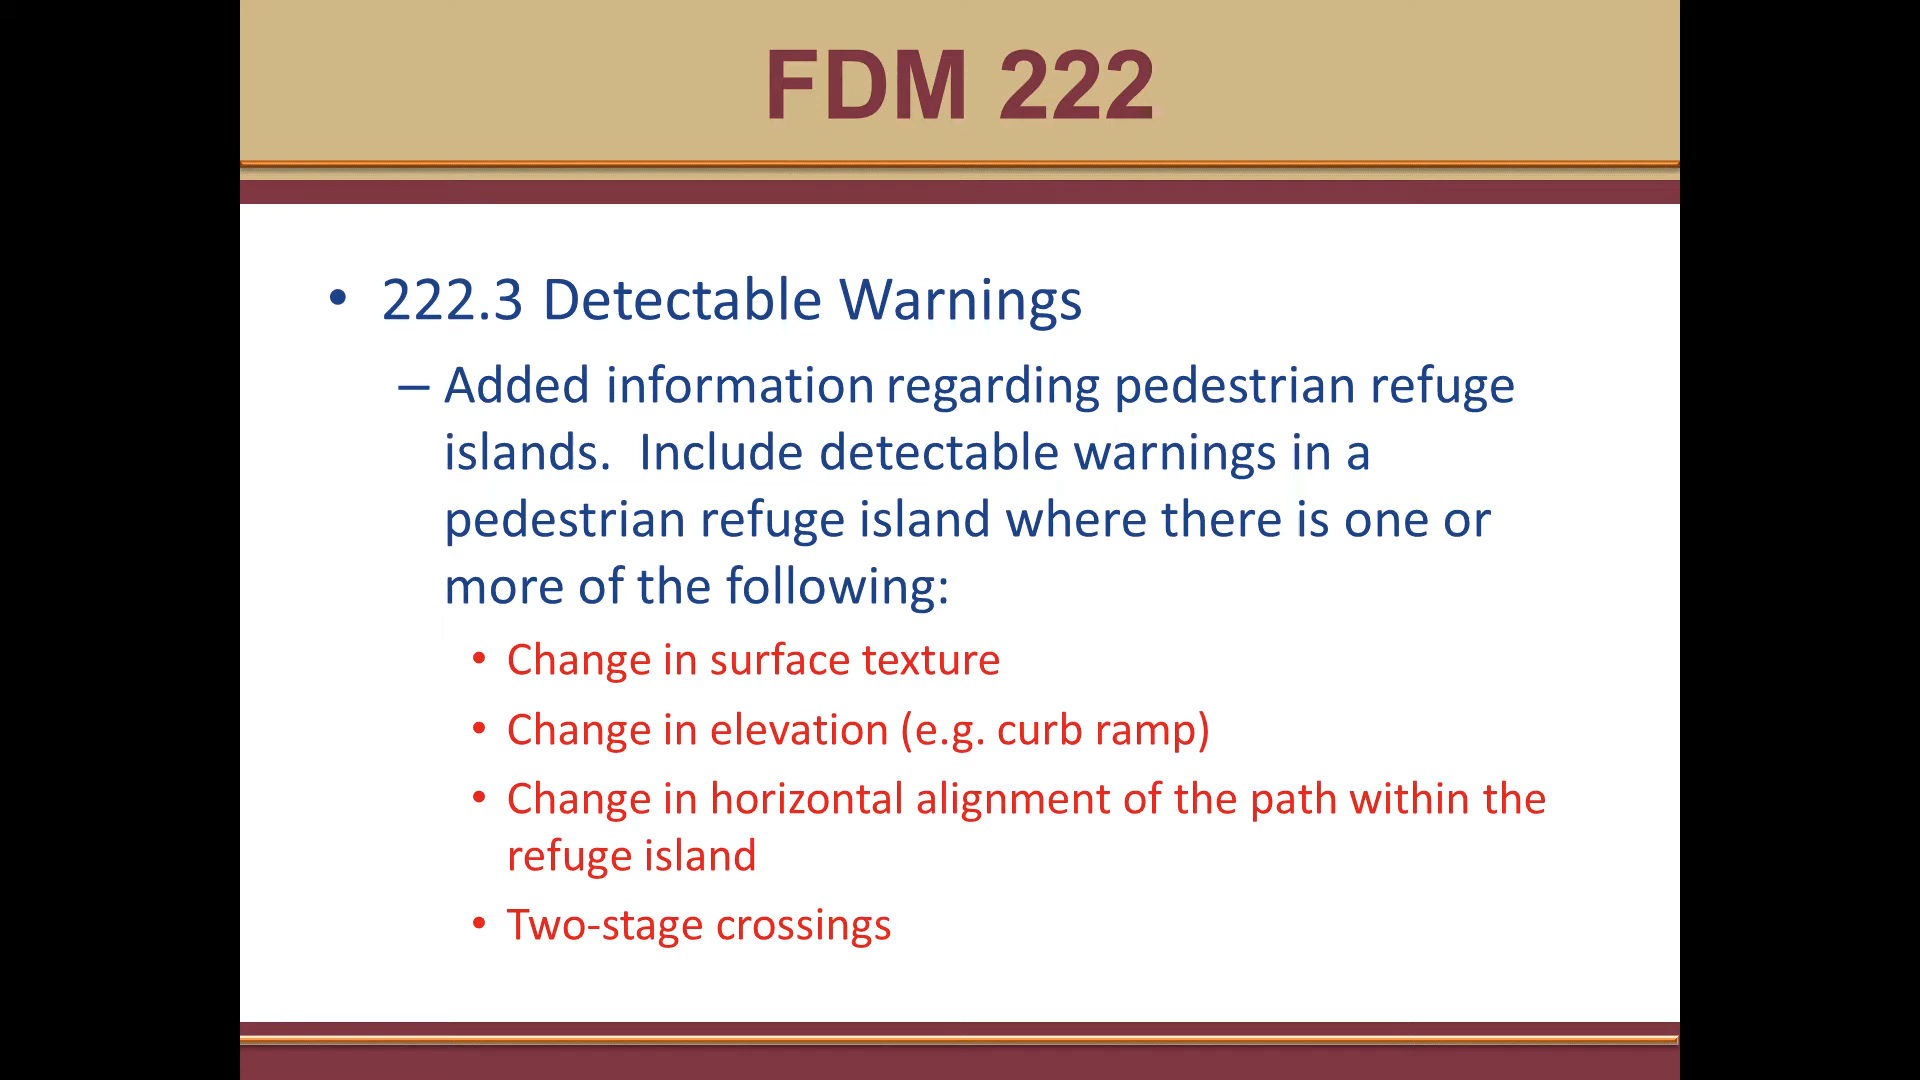 FDM 222
• 222.3 Detectable Warnings
– Added information regarding pedestrian refuge
islands.  Include detectable warnings in a
pedestrian refuge island where there is one or
more of the following:
• Change in surface texture
• Change in elevation (e.g. curb ramp)
• Change in horizontal alignment of the path within the
refuge island
• Two-stage crossings